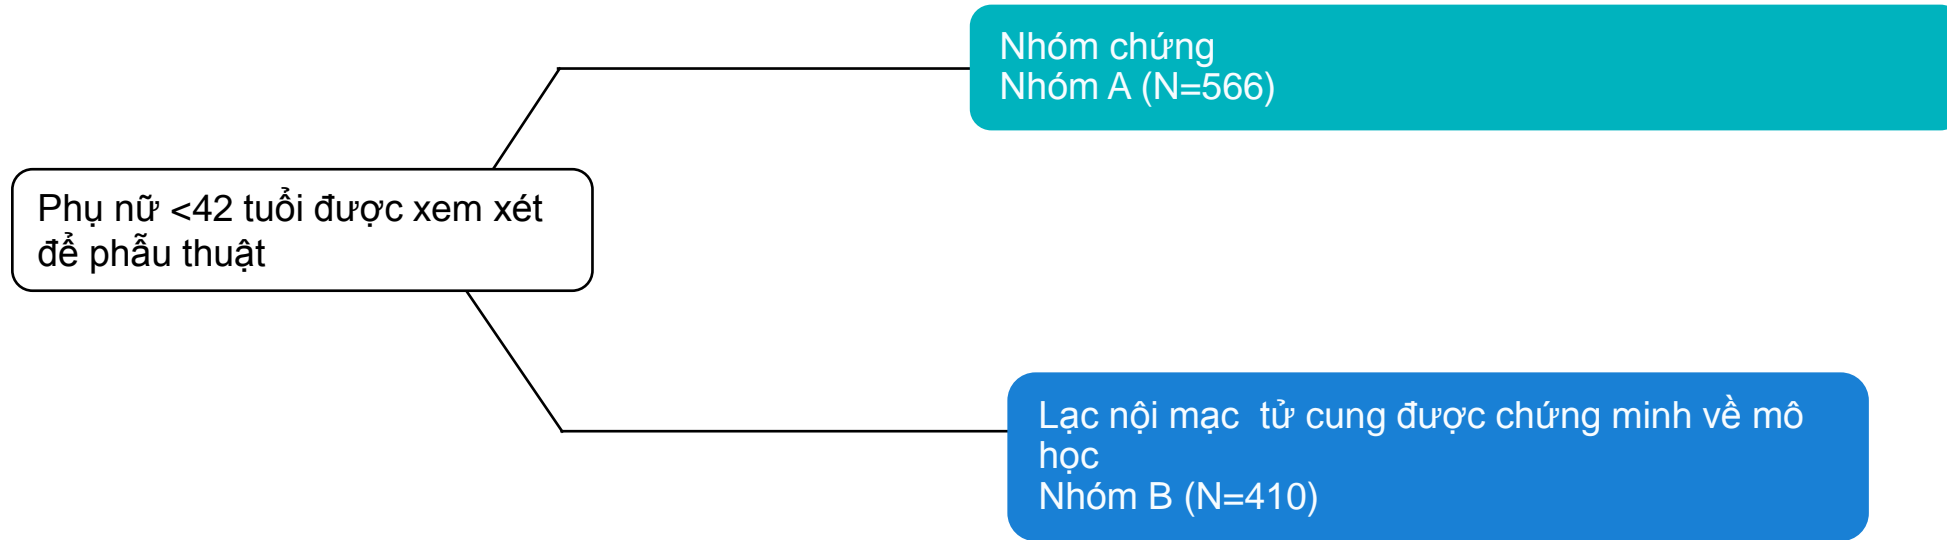 Nhóm chứng
Nhóm A (N=566)
Phụ nữ <42 tuổi được xem xét
để phẫu thuật
Lạc nội mạc  tử cung được chứng minh về mô
học
Nhóm B (N=410)